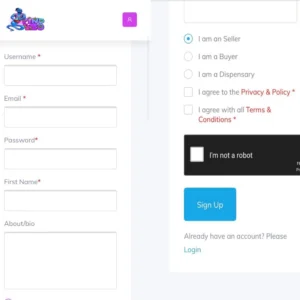 Username *
Email *
Password*
First Name*
About/bio
I am an Seller
I am a Buyer
I am a Dispensary
I agree to the Privacy & Policy *
I agree with all Terms &
Conditions *
I'm not a robot
Sign Up
Already have an account? Please
Login